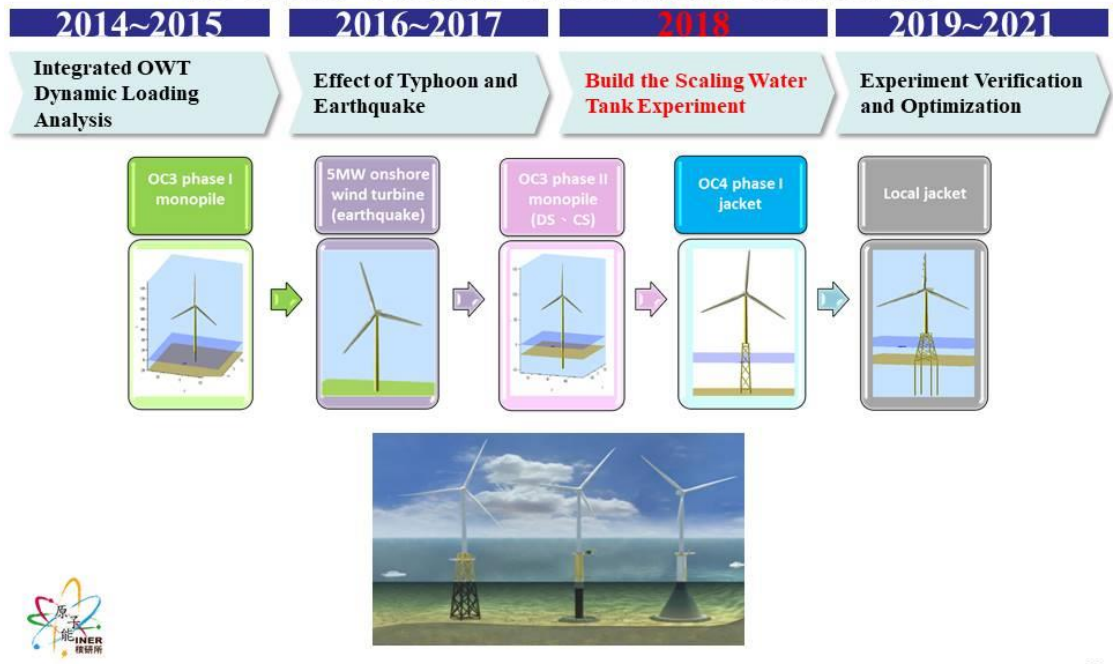 2014~2015
2016~2017
2018
2019~2021
Integrated OWT
Dynamic Loading
Analysis
Effect of Typhoon and
Earthquake
Build the Scaling Water
Tank Experiment
Experiment Verification
and Optimization
OC3 phase I
monopile
5MW onshore
wind turbine
(earthquake)
OC3 phase II
monopile
(DS、CS)
OC4 phase I
jacket
Local jacket
原子能
INER
核研所